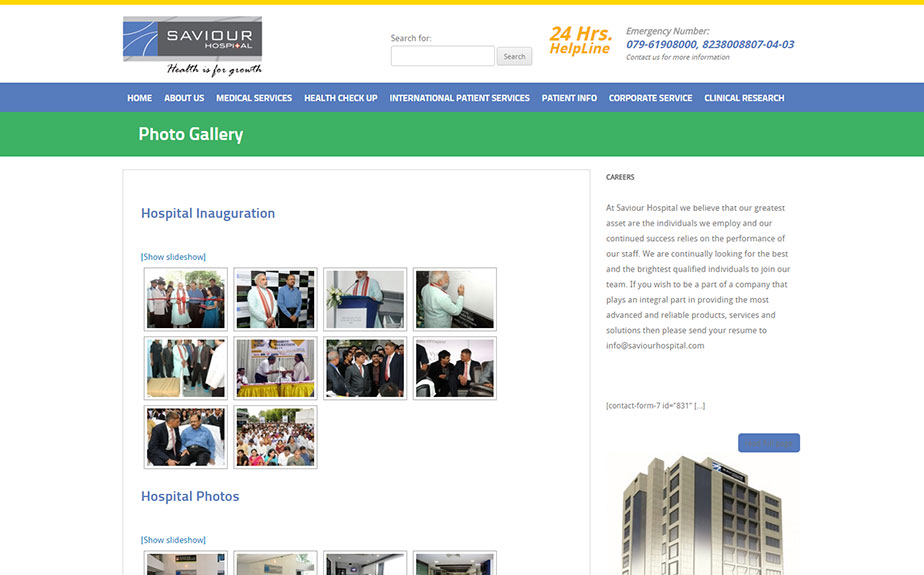 SAVIOUR
HOSPITAL
Health is for growth
Search for:
Search
24 Hrs.
HelpLine
Emergency Number:
079-61908000, 8238008807-04-03
Contact us for more information
HOME ABOUT US MEDICAL SERVICES HEALTH CHECK UP INTERNATIONAL PATIENT SERVICES PATIENT INFO CORPORATE SERVICE CLINICAL RESEARCH
Photo Gallery
Hospital Inauguration
[Show slideshow]
Hospital Photos
[Show slideshow]
CAREERS
At Saviour Hospital we believe that our greatest
asset are the individuals we employ and our
continued success relies on the performance of
our staff. We are continually looking for the best
and the brightest qualified individuals to join our
team. If you wish to be a part of a company that
plays an integral part in providing the most
advanced and reliable products, services and
solutions then please send your resume to
info@saviourhospital.com
[contact-form-7 id="831" [...]